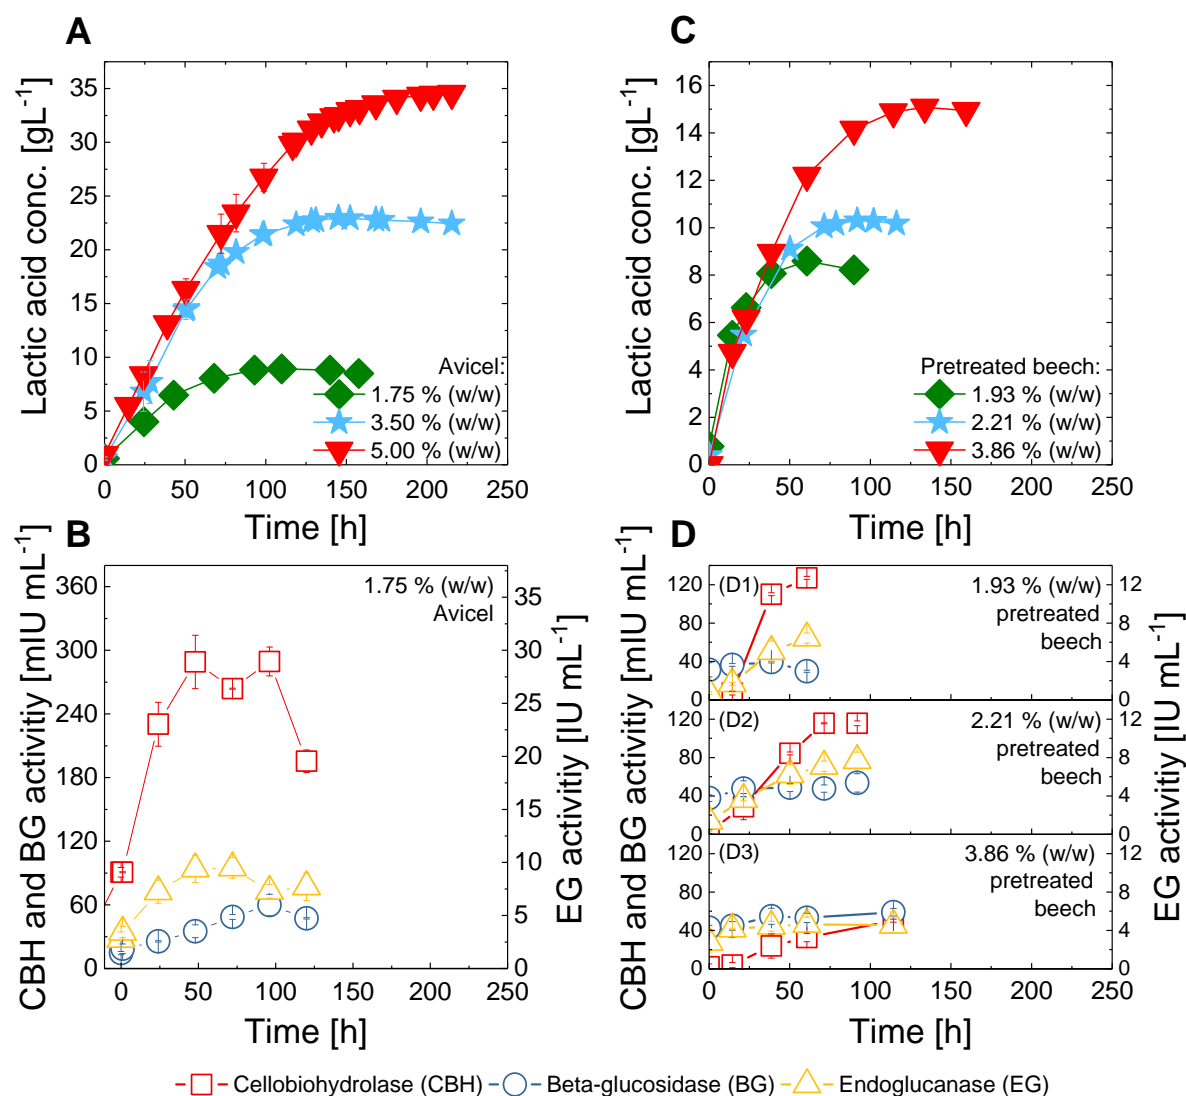 A
Lactic acid conc. [gL-1]
35
30
25
20
15
10
5
0
Avicel:
1.75 % (w/w)
3.50 % (w/w)
5.00 % (w/w)
0 50 100 150 200 250
Time [h]
C
Lactic acid conc. [gL-1]
16
14
12
10
8
6
4
2
0
Pretreated beech:
1.93 % (w/w)
2.21 % (w/w)
3.86 % (w/w)
0 50 100 150 200 250
Time [h]
B
CBH and BG activitiy [mIU mL-1]
360
300
240
180
120
60
0
1.75 % (w/w)
Avicel
35
30
25
20
15
10
5
0
EG activitiy [IU mL-1]
0 50 100 150 200 250
Time [h]
D
CBH and BG activitiy [mIU mL-1]
120
80
40
0
(D1)
1.93 % (w/w)
pretreated
beech
12
8
4
0
120
80
40
0
(D2)
2.21 % (w/w)
pretreated
beech
12
8
4
0
120
80
40
0
(D3)
3.86 % (w/w)
pretreated
beech
12
8
4
0
EG activitiy [IU mL-1]
0 50 100 150 200 250
Time [h]
Cellobiohydrolase (CBH) Beta-glucosidase (BG) Endoglucanase (EG)